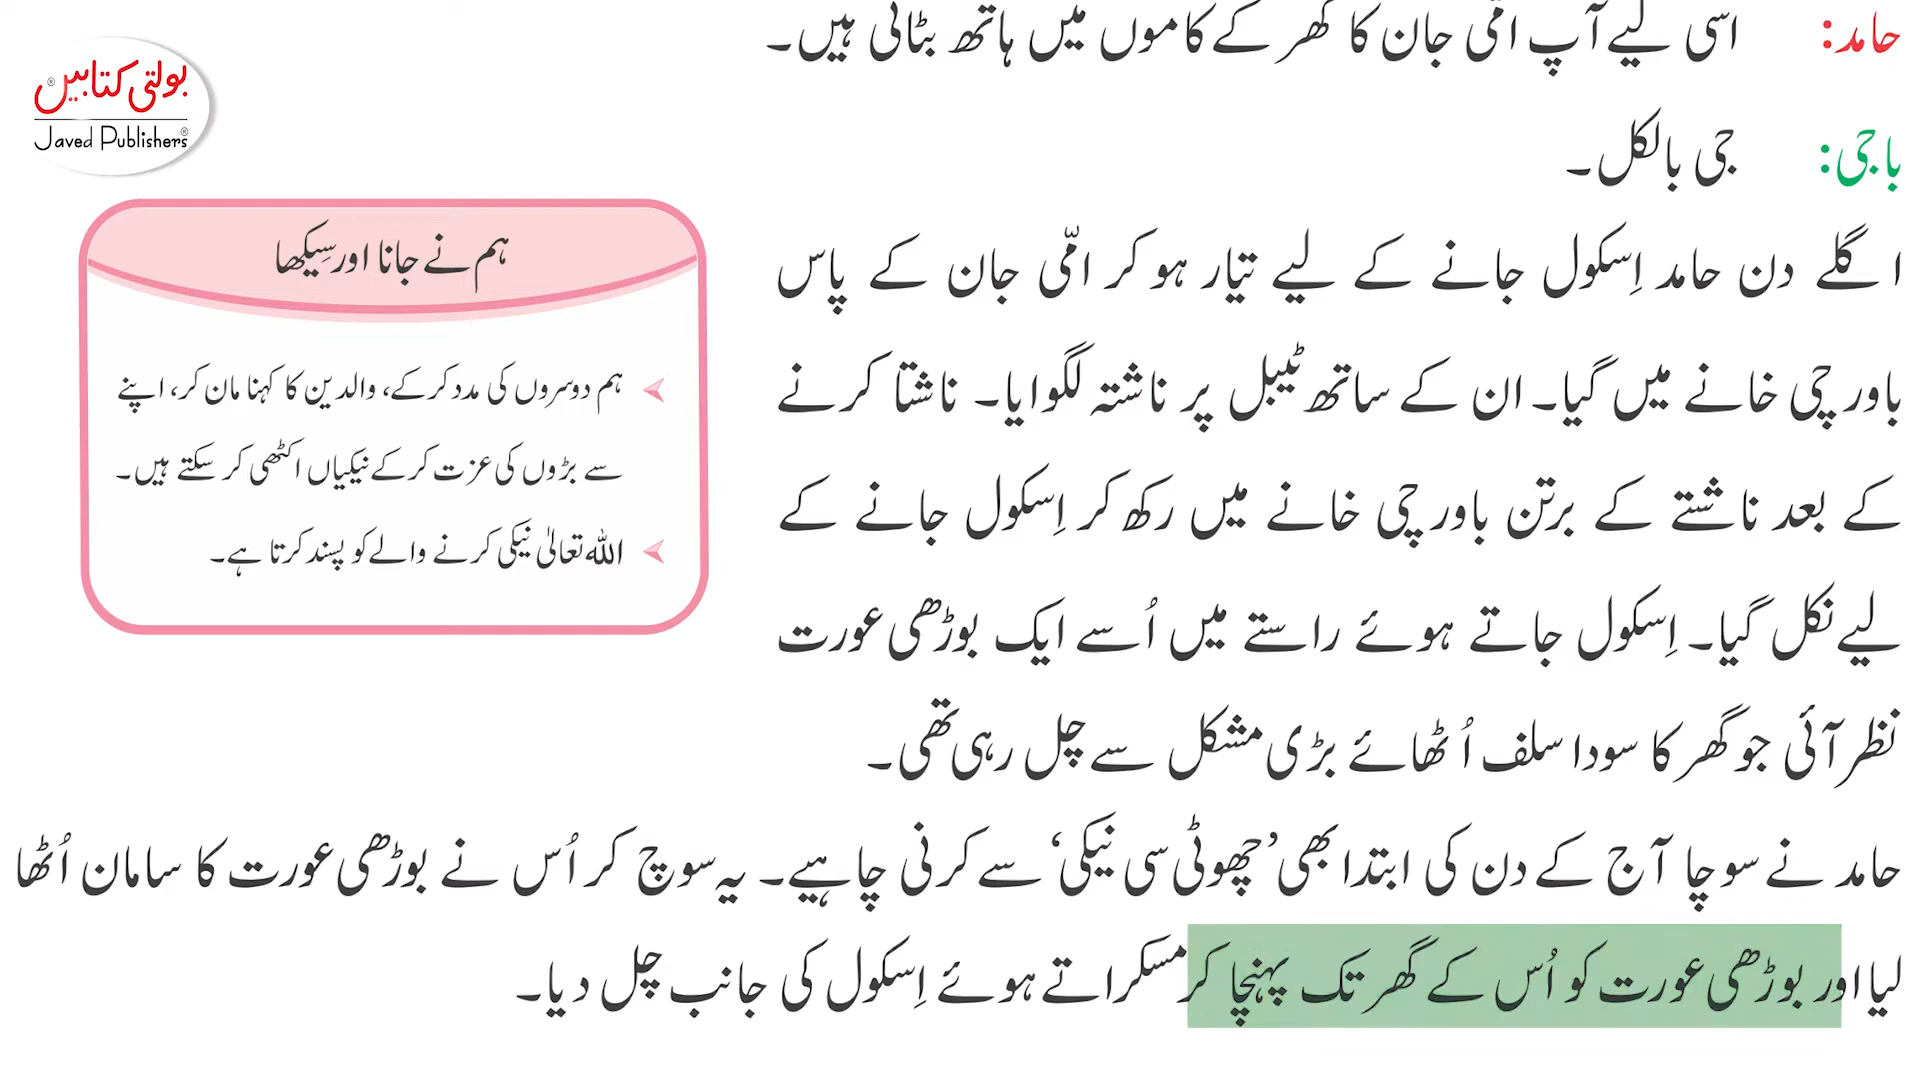 حامد: اسی لیے آپ امّی جان کا گھر کے کاموں میں ہاتھ بٹاتی ہیں۔
باجی: جی بالکل۔
اگلے دن حامد اِسکول جانے کے لیے تیار ہو کر امّی جان کے پاس
باورچی خانے میں گیا۔ ان کے ساتھ ٹیبل پر ناشتہ لگوایا۔ ناشتا کرنے
کے بعد ناشتے کے برتن باورچی خانے میں رکھ کر اِسکول جانے کے
لیے نکل گیا۔ اِسکول جاتے ہوئے راستے میں اُسے ایک بوڑھی عورت
نظر آئی جو گھر کا سودا سلف اُٹھائے بڑی مشکل سے چل رہی تھی۔
حامد نے سوچا آج کے دن کی ابتدا بھی ’چھوٹی سی نیکی‘ سے کرنی چاہیے۔ یہ سوچ کر اُس نے بوڑھی عورت کا سامان اُٹھا
لیا اور بوڑھی عورت کو اُس کے گھر تک پہنچا کر مسکراتے ہوئے اِسکول کی جانب چل دیا۔
بولتی کتابیں®
Javed Publishers®
ہم نے جانا اور سِیکھا
ہم دوسروں کی مدد کر کے، والدین کا کہنا مان کر، اپنے
سے بڑوں کی عزت کر کے نیکیاں اکٹھی کر سکتے ہیں۔
اللہ تعالیٰ نیکی کرنے والے کو پسند کرتا ہے۔